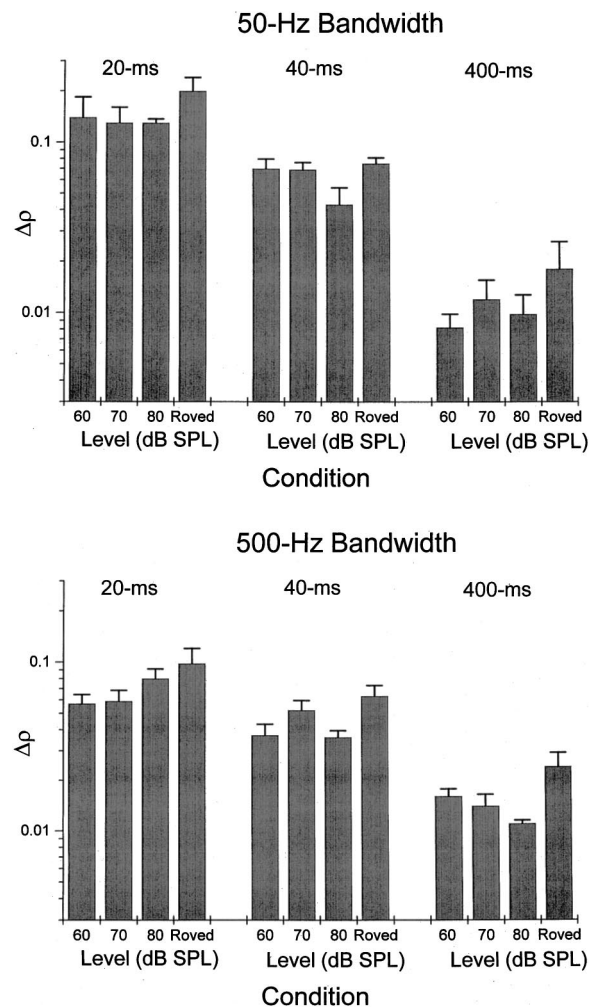 50-Hz Bandwidth
20-ms 40-ms 400-ms
0.1
Δρ
0.01
60 70 80 Roved 60 70 80 Roved 60 70 80 Roved
Level (dB SPL) Level (dB SPL) Level (dB SPL)
Condition
500-Hz Bandwidth
20-ms 40-ms 400-ms
0.1
Δρ
0.01
60 70 80 Roved 60 70 80 Roved 60 70 80 Roved
Level (dB SPL) Level (dB SPL) Level (dB SPL)
Condition